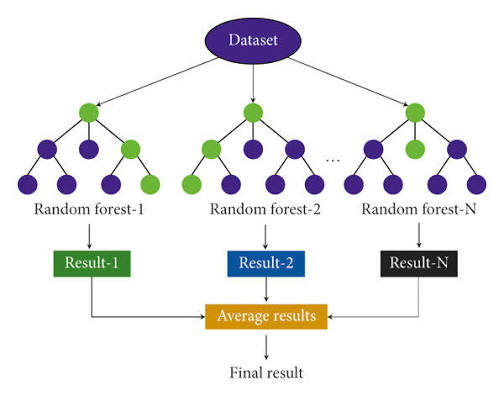 Dataset
...
Random forest-1
Random forest-2
Random forest-N
Result-1
Result-2
Result-N
Average results
Final result